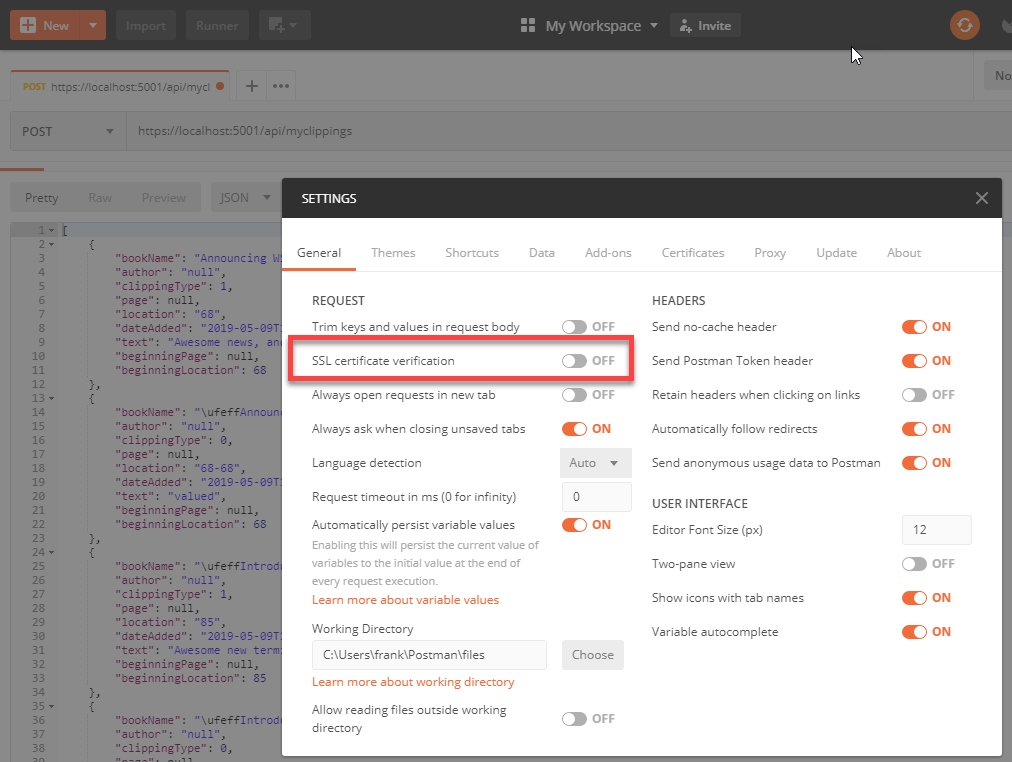 New Import Runner My Workspace Invite
POST https://localhost:5001/api/mycl No
POST https://localhost:5001/api/myclippings
Pretty Raw Preview JSON
1 [
2 {
3 "bookName": "Announcing
4 "author": "null",
5 "clippingType": 1,
6 "page": null,
7 "location": "68",
8 "dateAdded": "2019-05-09T
9 "text": "Awesome news,
10 "beginningPage": null,
11 "beginningLocation": 68
12 },
13 {
14 "bookName": "\ufeffAnnoun
15 "author": "null",
16 "clippingType": 0,
17 "page": null,
18 "location": "68-68",
19 "dateAdded": "2019-05-09T
20 "text": "valued",
21 "beginningPage": null,
22 "beginningLocation": 68
23 },
24 {
25 "bookName": "\ufeffIntrod
26 "author": "null",
27 "clippingType": 1,
28 "page": null,
29 "location": "85",
30 "dateAdded": "2019-05-09T
31 "text": "Awesome new term
32 "beginningPage": null,
33 "beginningLocation": 85
34 },
35 {
36 "bookName": "\ufeffIntrod
37 "author": "null",
38 "clippingType": 0,
39 "page": null,
SETTINGS
General Themes Shortcuts Data Add-ons Certificates Proxy Update About
REQUEST
Trim keys and values in request body OFF
SSL certificate verification OFF
Always open requests in new tab OFF
Always ask when closing unsaved tabs ON
Language detection Auto
Request timeout in ms (0 for infinity) 0
Automatically persist variable values ON
Enabling this will persist the current value of
variables to the initial value at the end of
every request execution.
Learn more about variable values
Working Directory
C:\Users\frank\Postman\files Choose
Learn more about working directory
Allow reading files outside working
directory OFF
HEADERS
Send no-cache header ON
Send Postman Token header ON
Retain headers when clicking on links OFF
Automatically follow redirects ON
Send anonymous usage data to Postman ON
USER INTERFACE
Editor Font Size (px) 12
Two-pane view OFF
Show icons with tab names ON
Variable autocomplete ON